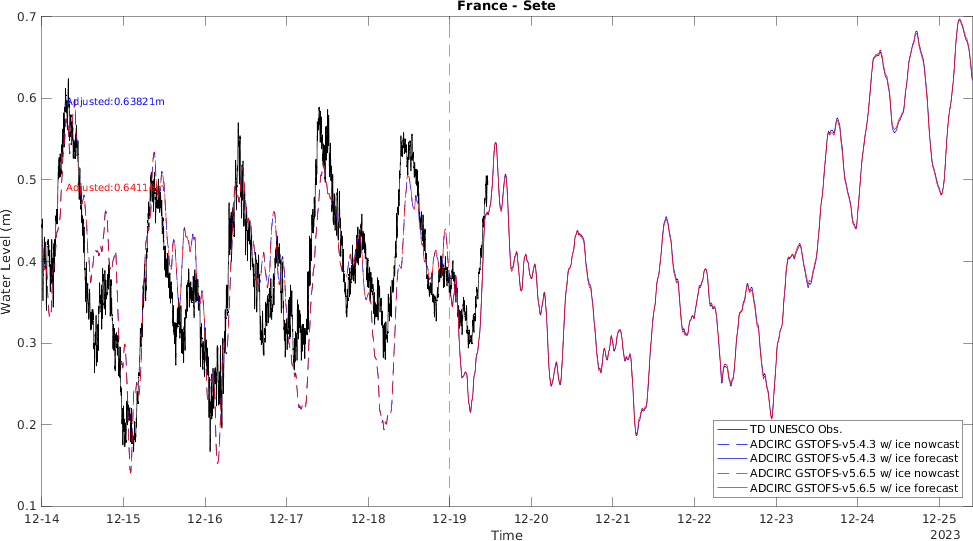 France - Sete
0.7
0.6
0.5
0.4
0.3
0.2
0.1
Water Level (m)
Adjusted:0.63821m
Adjusted:0.6411
12-14
12-15
12-16
12-17
12-18
12-19
12-20
12-21
12-22
12-23
12-24
12-25
Time
2023
TD UNESCO Obs.
ADCIRC GSTOFS-v5.4.3 w/ ice nowcast
ADCIRC GSTOFS-v5.4.3 w/ ice forecast
ADCIRC GSTOFS-v5.6.5 w/ ice nowcast
ADCIRC GSTOFS-v5.6.5 w/ ice forecast